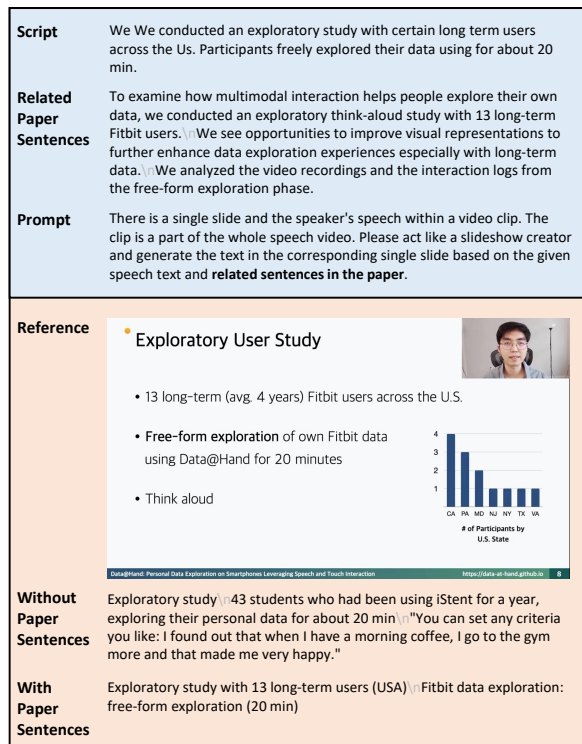 Script
We We conducted an exploratory study with certain long term users
across the Us. Participants freely explored their data using for about 20
min.
Related
Paper
Sentences
To examine how multimodal interaction helps people explore their own
data, we conducted an exploratory think-aloud study with 13 long-term
Fitbit users.\nWe see opportunities to improve visual representations to
further enhance data exploration experiences especially with long-term
data.\nWe analyzed the video recordings and the interaction logs from
the free-form exploration phase.
Prompt
There is a single slide and the speaker's speech within a video clip. The
clip is a part of the whole speech video. Please act like a slideshow creator
and generate the text in the corresponding single slide based on the given
speech text and related sentences in the paper.
Reference
Exploratory User Study
• 13 long-term (avg. 4 years) Fitbit users across the U.S.
• Free-form exploration of own Fitbit data
using Data@Hand for 20 minutes
• Think aloud
4
3
2
1
CA PA MD NJ NY TX VA
# of Participants by
U.S. State
Data@Hand: Personal Data Exploration on Smartphones Leveraging Speech and Touch Interaction
https://data-at-hand.github.io 8
Without
Paper
Sentences
Exploratory study\n43 students who had been using iStent for a year,
exploring their personal data for about 20 min\n"You can set any criteria
you like: I found out that when I have a morning coffee, I go to the gym
more and that made me very happy."
With
Paper
Sentences
Exploratory study with 13 long-term users (USA)\nFitbit data exploration:
free-form exploration (20 min)